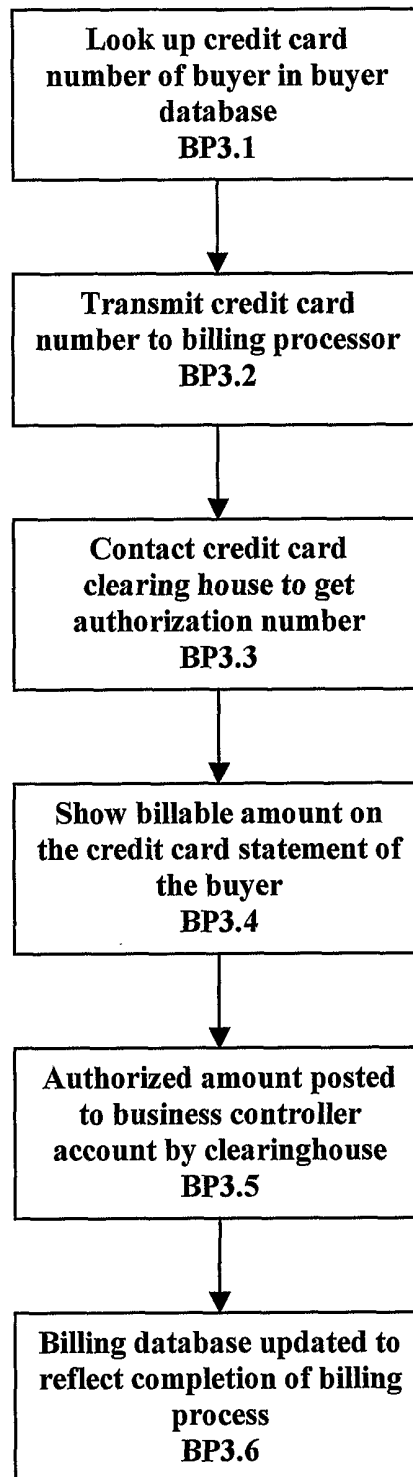 Look up credit card
number of buyer in buyer
database
BP3.1
Transmit credit card
number to billing processor
BP3.2
Contact credit card
clearing house to get
authorization number
BP3.3
Show billable amount on
the credit card statement of
the buyer
BP3.4
Authorized amount posted
to business controller
account by clearinghouse
BP3.5
Billing database updated to
reflect completion of billing
process
BP3.6